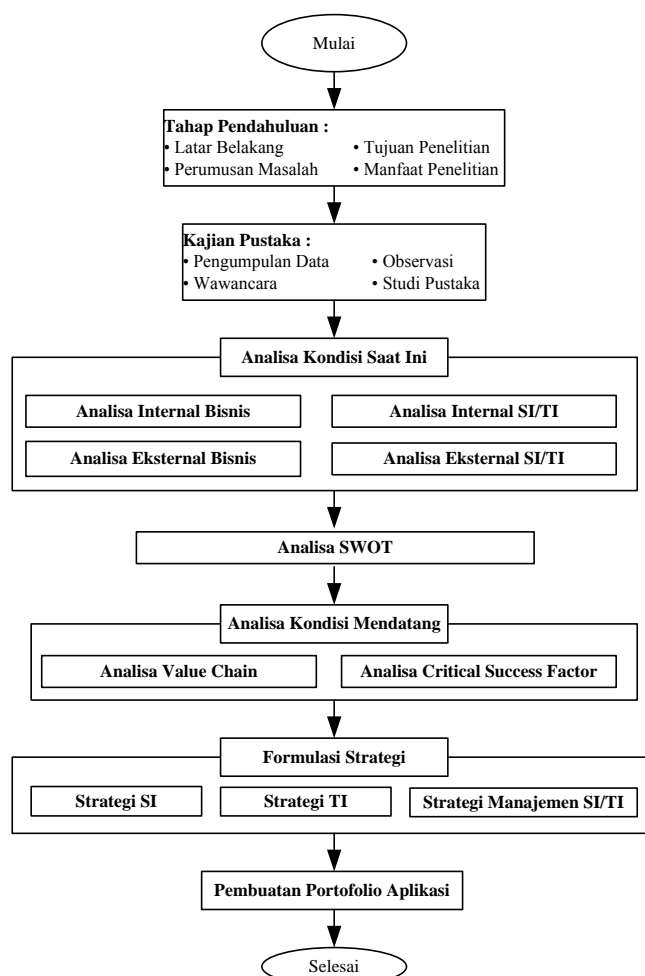 Mulai
Tahap Pendahuluan :
• Latar Belakang • Tujuan Penelitian
• Perumusan Masalah • Manfaat Penelitian
Kajian Pustaka :
• Pengumpulan Data • Observasi
• Wawancara • Studi Pustaka
Analisa Kondisi Saat Ini
Analisa Internal Bisnis Analisa Internal SI/TI
Analisa Eksternal Bisnis Analisa Eksternal SI/TI
Analisa SWOT
Analisa Kondisi Mendatang
Analisa Value Chain Analisa Critical Success Factor
Formulasi Strategi
Strategi SI Strategi TI Strategi Manajemen SI/TI
Pembuatan Portofolio Aplikasi
Selesai